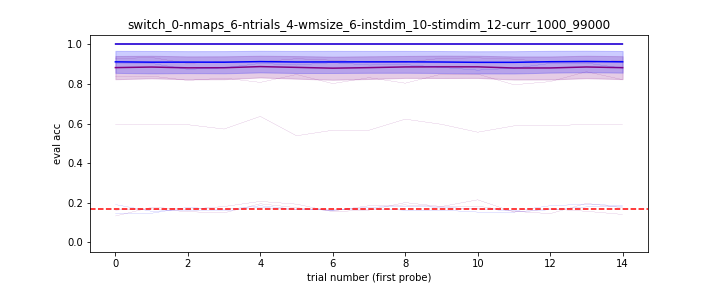 switch_0-nmaps_6-ntrials_4-wmsize_6-instdim_10-stimdim_12-curr_1000_99000
1.0
0.8
0.6
0.4
0.2
0.0
eval acc
0 2 4 6 8 10 12 14
trial number (first probe)